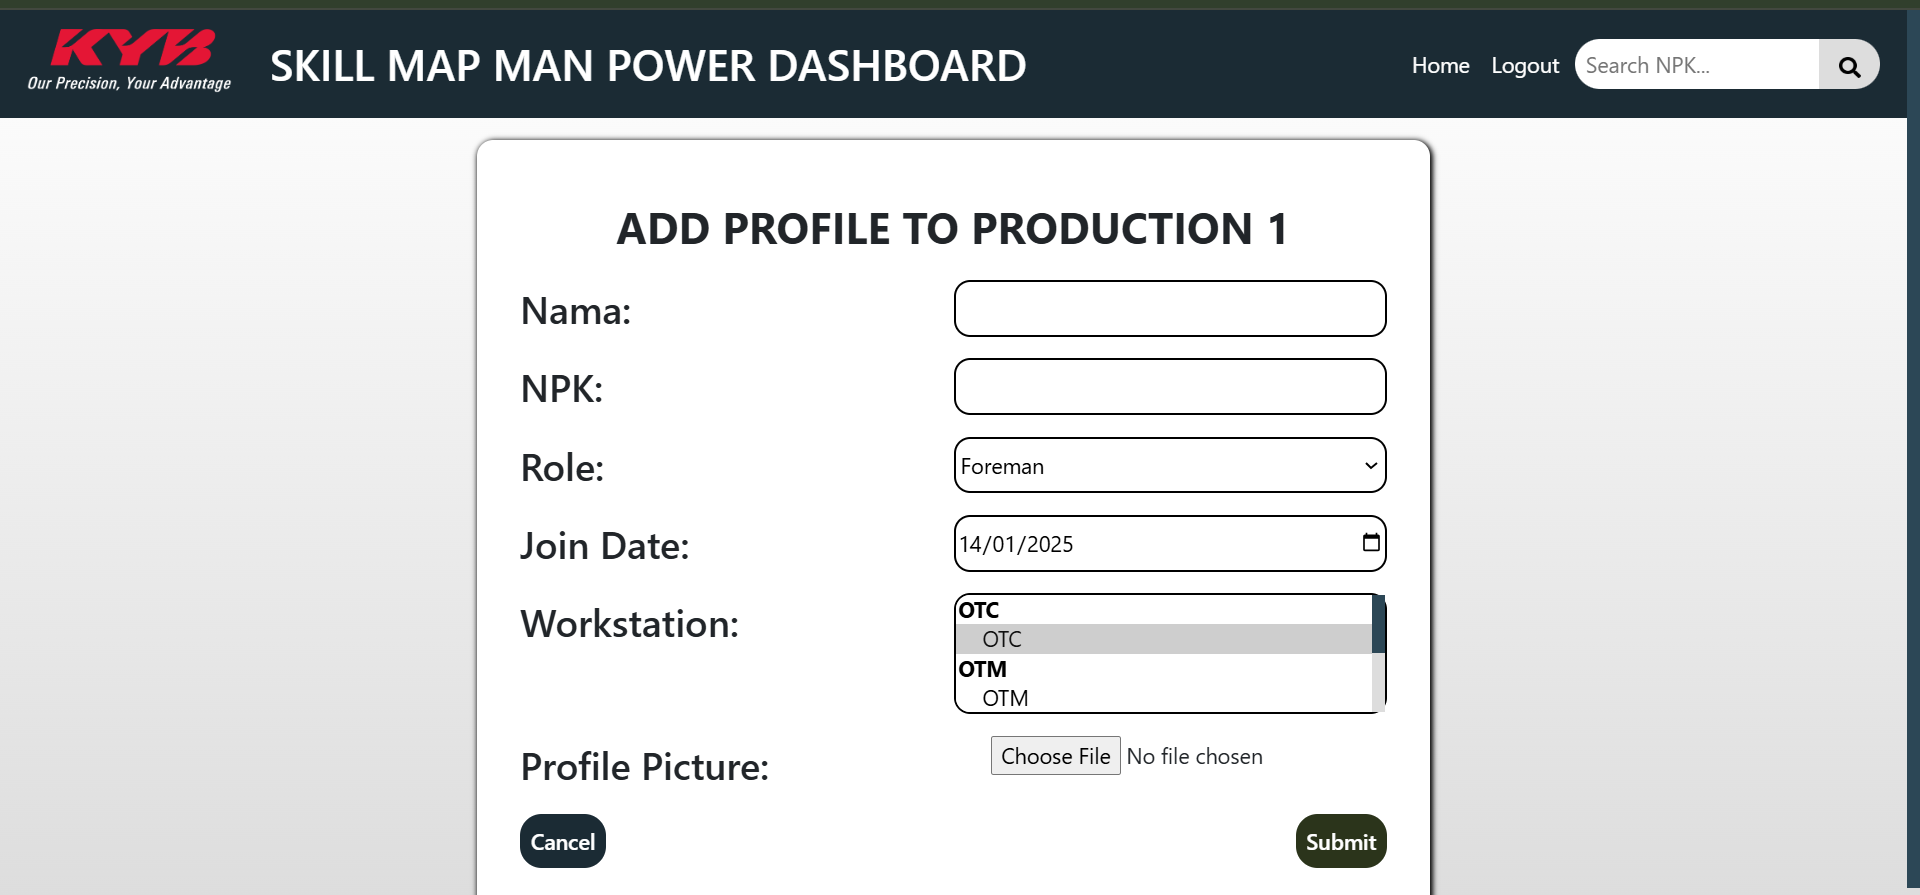 KYB
Our Precision, Your Advantage
SKILL MAP MAN POWER DASHBOARD
Home
Logout
Search NPK...
ADD PROFILE TO PRODUCTION 1
Nama:
NPK:
Role:
Foreman
Join Date:
14/01/2025
Workstation:
OTC
OTC
OTM
OTM
Profile Picture:
Choose File No file chosen
Cancel
Submit